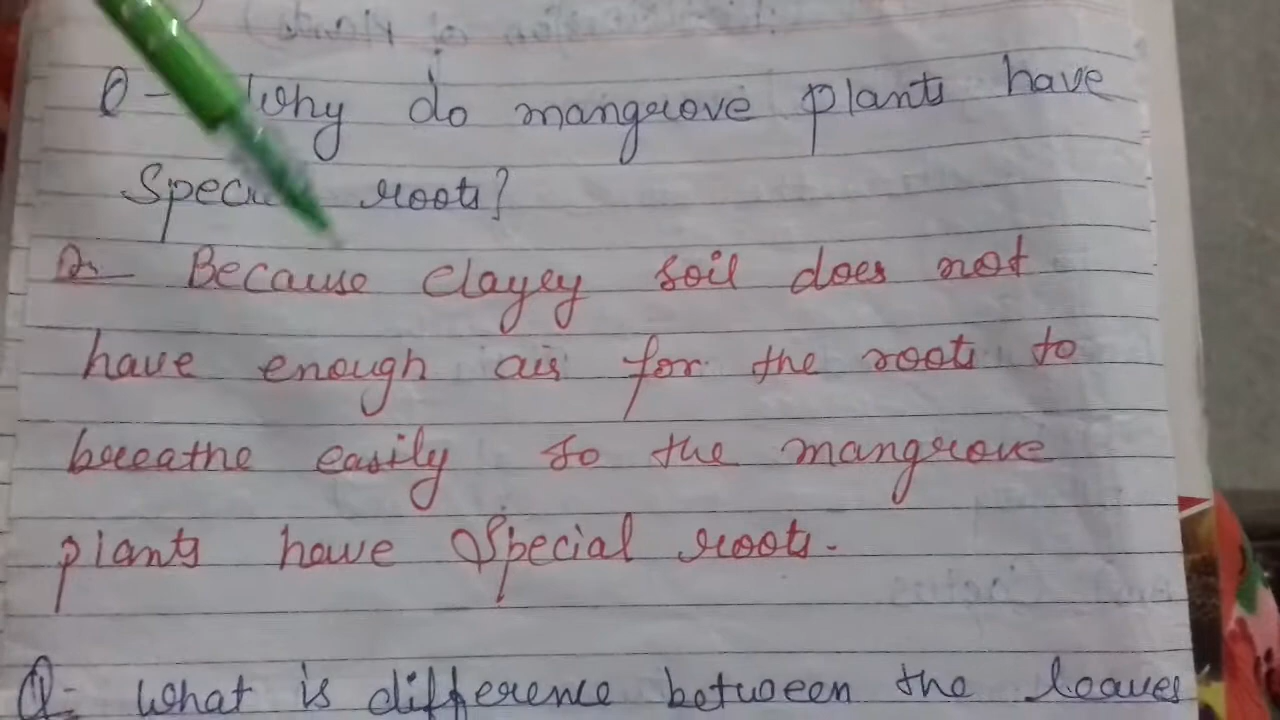 Q- Why do mangrove plants have
Special roots?
Because clayey soil does not
have enough air for the roots to
breathe easily so the mangrove
plants have Special roots.
Q- What is difference between the leaves